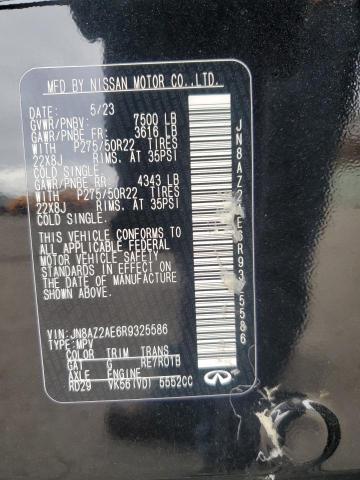 MFD BY NISSAN MOTOR CO.,LTD.
DATE: 5/23
GVWR/PNBV: 7500 LB
GAWR/PNBE FR: 3616 LB
WITH P275/50R22 TIRES
22X8J RIMS. AT 35PSI
COLD SINGLE.
GAWR/PNBE RR: 4343 LB
WITH P275/50R22 TIRES
22X8J RIMS. AT 35PSI
COLD SINGLE.
THIS VEHICLE CONFORMS TO
ALL APPLICABLE FEDERAL
MOTOR VEHICLE SAFETY
STANDARDS IN EFFECT ON
THE DATE OF MANUFACTURE
SHOWN ABOVE.
VIN:JN8AZ2AE6R9325586
TYPE:MPV
COLOR TRIM TRANS
GAT G RE7R01B
AXLE ENGINE
RD29 VK56(VD) 5552CC
INFINITI